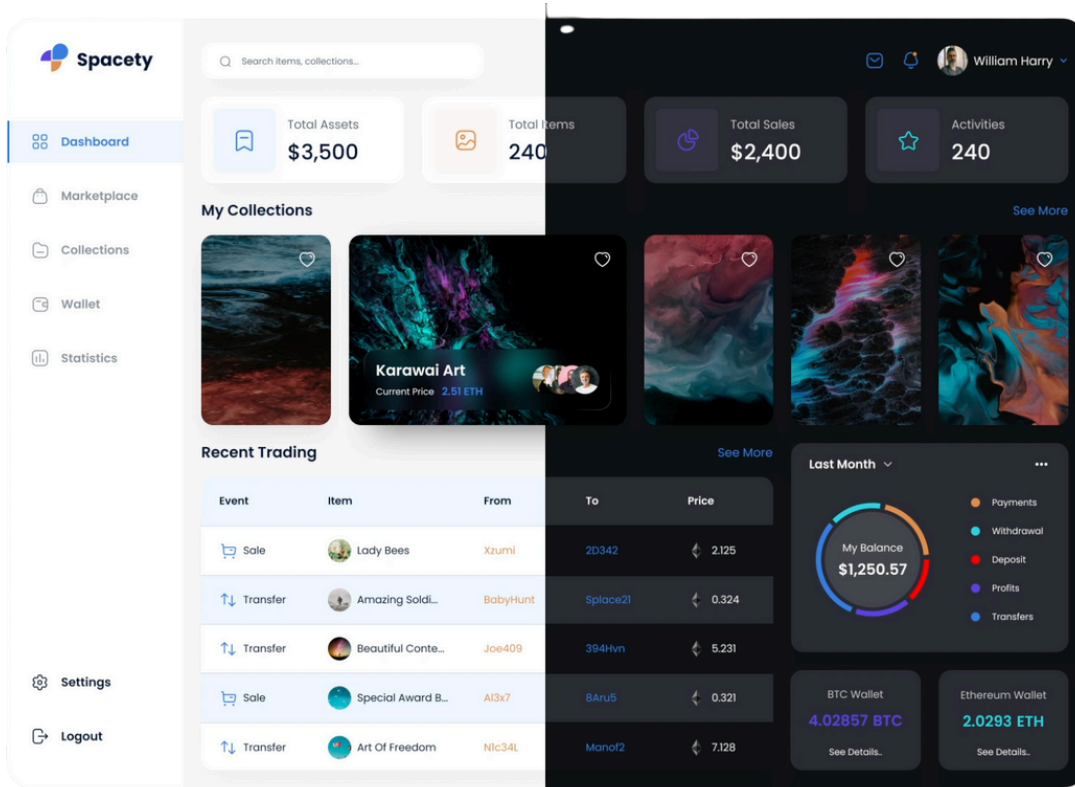 Spacety
Search items, collections...
William Harry
Dashboard
Marketplace
Collections
Wallet
Statistics
Settings
Logout
Total Assets
$3,500
Total Items
240
Total Sales
$2,400
Activities
240
My Collections
See More
Karawai Art
Current Price 2.51 ETH
Recent Trading
See More
Event Item From To Price
Sale Lady Bees Xzumi 2D342 2.125
Transfer Amazing Soldi... BabyHunt Splace21 0.324
Transfer Beautiful Conte... Joe409 394Hvn 5.231
Sale Special Award B... Al3x7 8Aru5 0.321
Transfer Art Of Freedom N1c34L Manof2 7.128
Last Month
My Balance
$1,250.57
Payments
Withdrawal
Deposit
Profits
Transfers
BTC Wallet
4.02857 BTC
See Details..
Ethereum Wallet
2.0293 ETH
See Details..